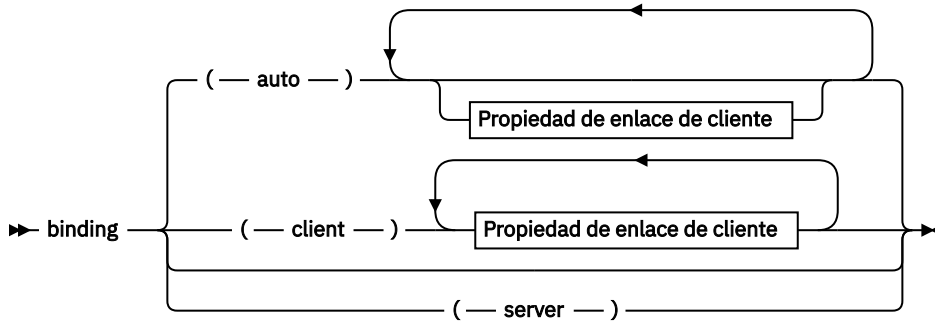 ( auto )
Propiedad de enlace de cliente
binding ( client ) Propiedad de enlace de cliente
( server )